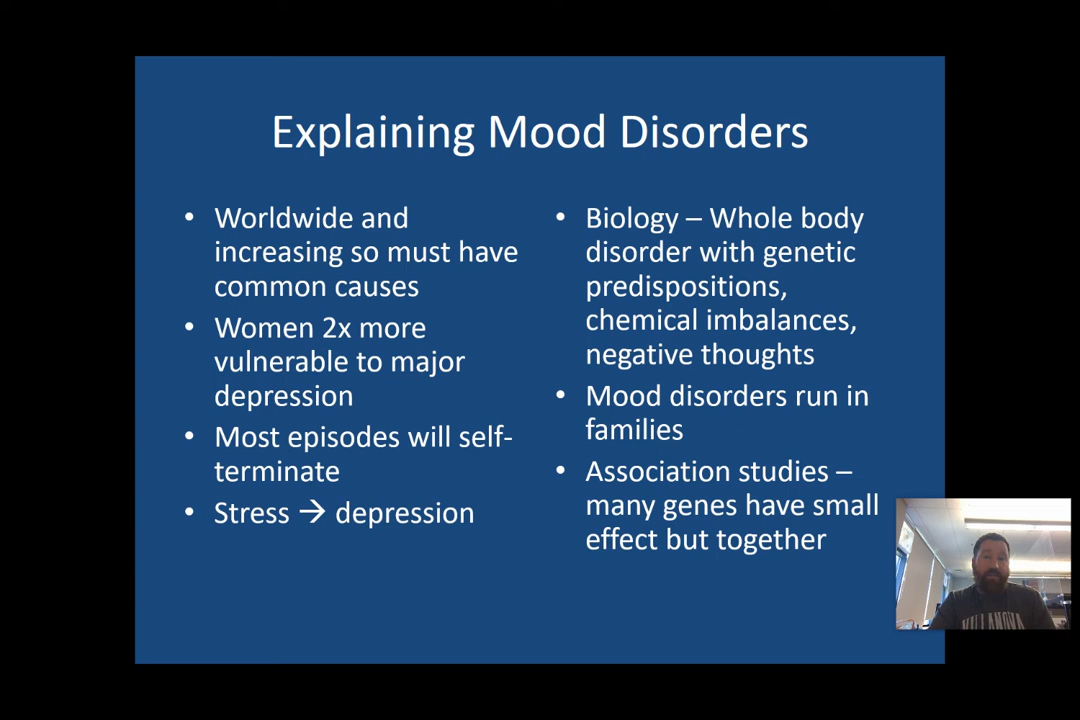 Explaining Mood Disorders
• Worldwide and
increasing so must have
common causes
• Women 2x more
vulnerable to major
depression
• Most episodes will self-
terminate
• Stress → depression
• Biology – Whole body
disorder with genetic
predispositions,
chemical imbalances,
negative thoughts
• Mood disorders run in
families
• Association studies –
many genes have small
effect but together
VILLANOVA